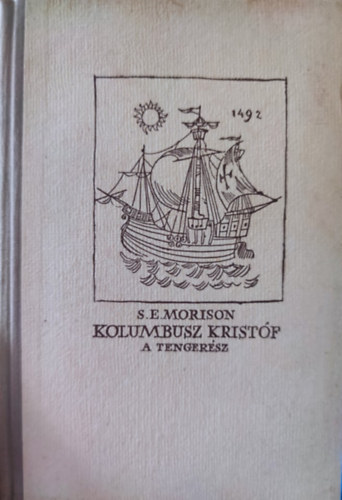 1492
S. E. MORISON
KOLUMBUSZ KRISTÓF
A TENGERÉSZ